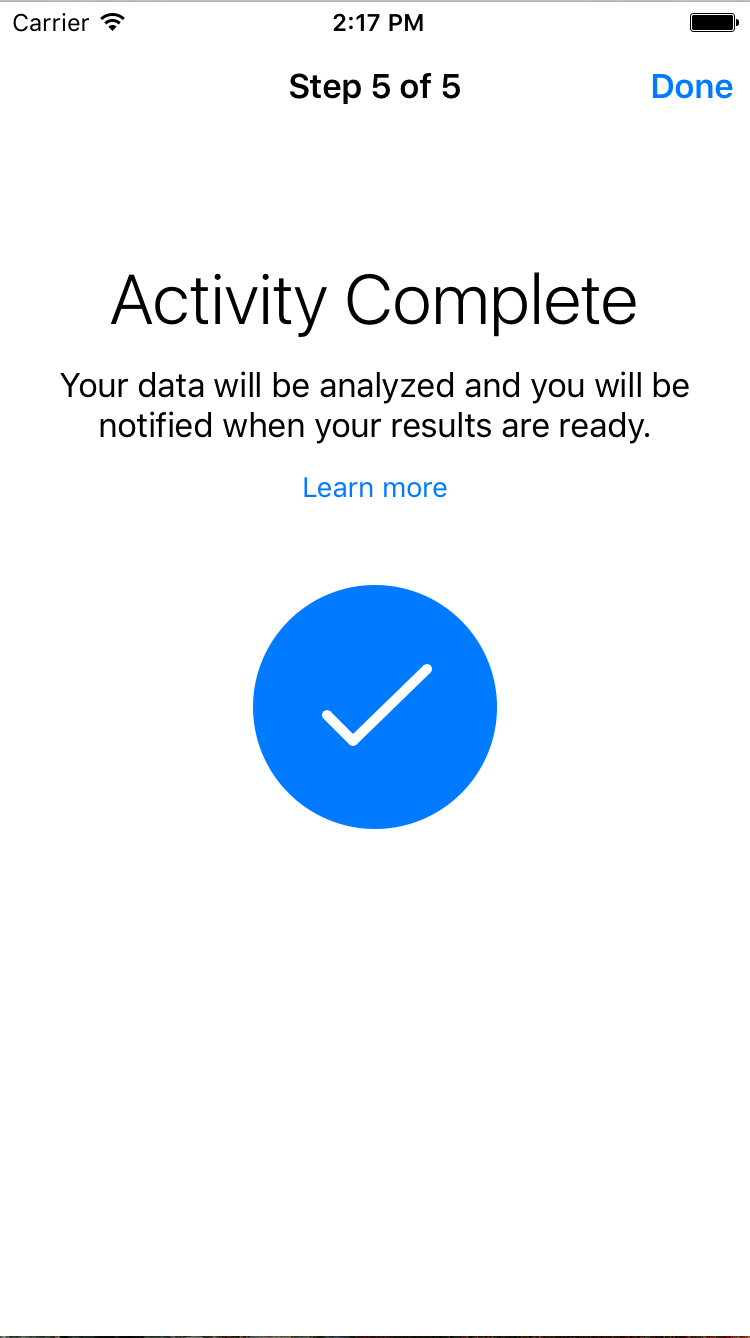 Carrier 2:17 PM
Step 5 of 5 Done
Activity Complete
Your data will be analyzed and you will be
notified when your results are ready.
Learn more